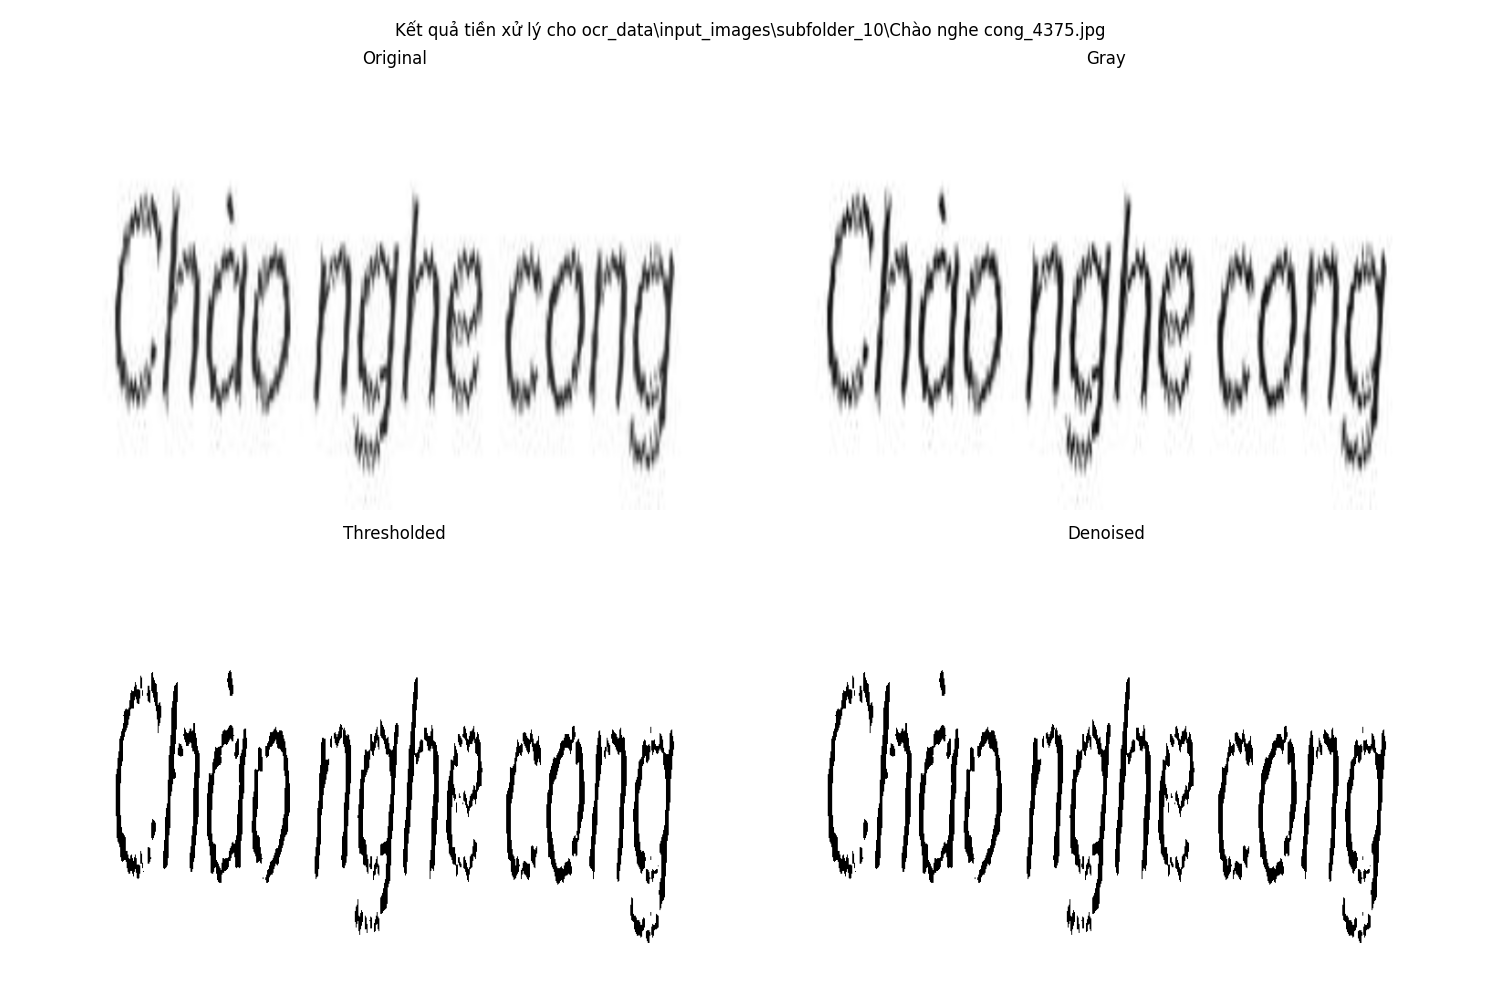 Kết quả tiền xử lý cho ocr_data\input_images\subfolder_10\Chào nghe cong_4375.jpg
Original
Gray
Chào nghe cong
Chào nghe cong
Thresholded
Denoised
Chào nghe cong
Chào nghe cong